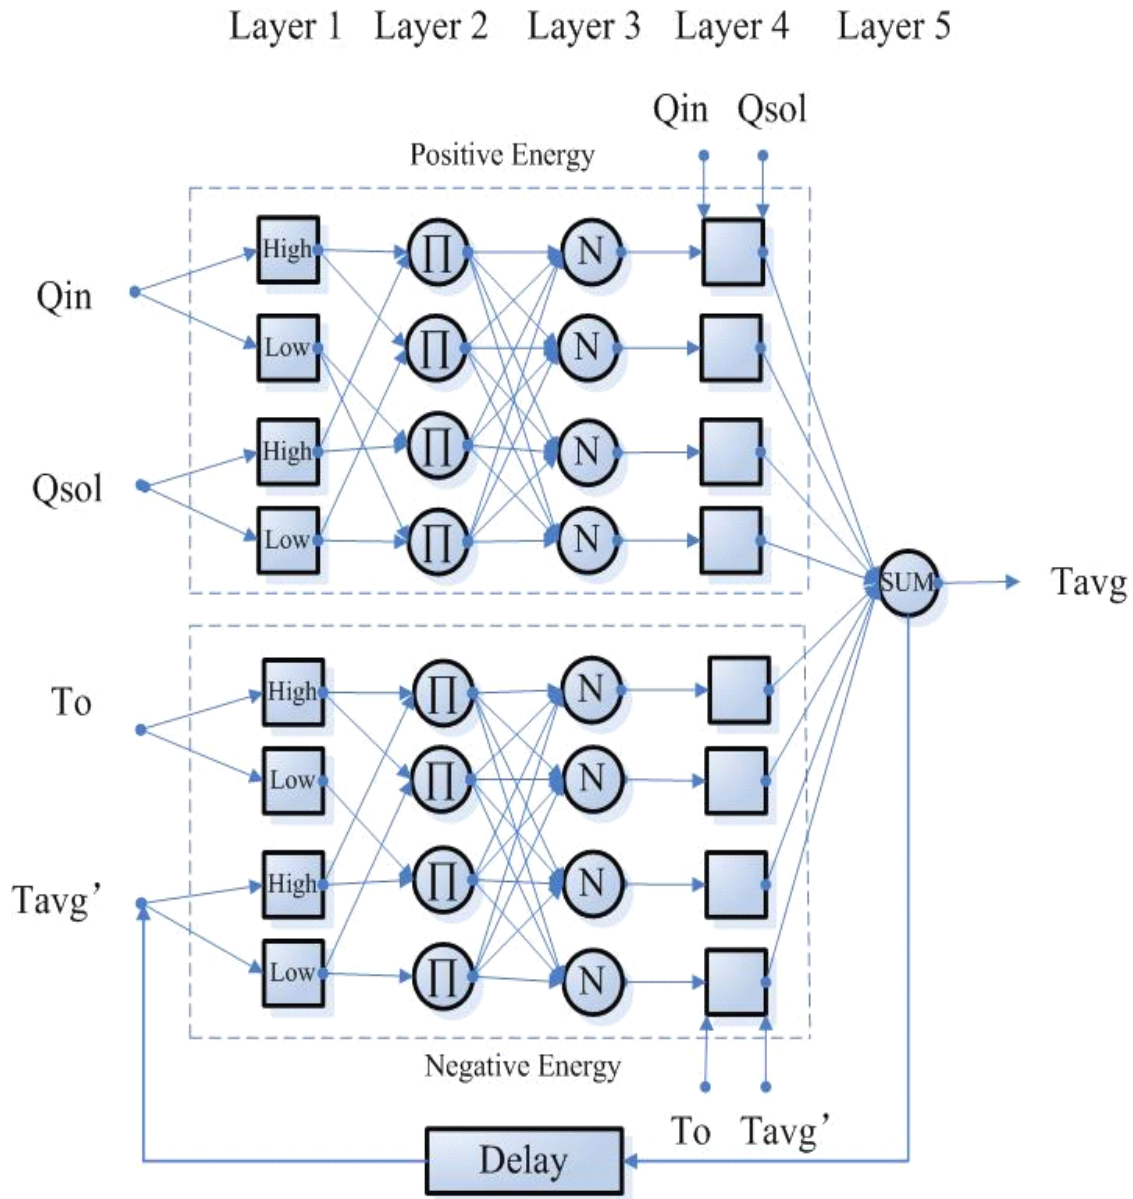 Layer 1 Layer 2 Layer 3 Layer 4 Layer 5
Qin Qsol
Positive Energy
High ∏ N
Qin
Low ∏ N
High ∏ N
Qsol
Low ∏ N
SUM Tavg
High ∏ N
To
Low ∏ N
High ∏ N
Tavg’
Low ∏ N
Negative Energy
To Tavg’
Delay